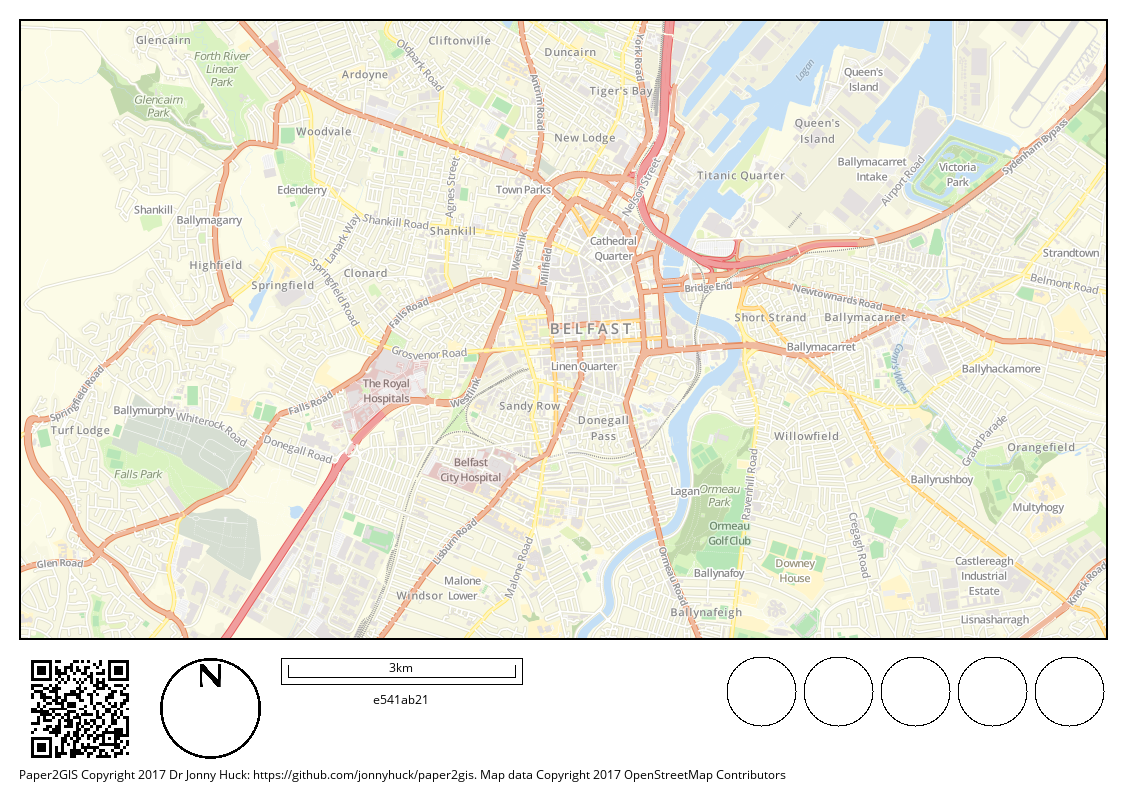 Glencairn
Cliftonville
Duncairn
York Road
Forth River
Linear
Park
Oldpark Road
Ardoyne
Antrim Road
Tiger's Bay
Lagan
Queen's
Island
Glencairn
Park
Woodvale
New Lodge
Queen's
Island
Sydenham Bypass
Ballymacarret
Intake
Victoria
Park
Airport Road
Edenderry
Agnes Street
Town Parks
Nelson Street
Titanic Quarter
Shankill
Ballymagarry
Lanark Way
Shankill Road
Shankill
Westlink
Millfield
Cathedral
Quarter
Strandtown
Highfield
Springfield
Springfield Road
Clonard
Bridge End
Newtownards Road
Belmont Road
Falls Road
BELFAST
Short Strand
Ballymacarret
Grosvenor Road
Ballymacarret
Conn's Water
Linen Quarter
Ballyhackamore
Springfield Road
The Royal
Hospitals
Westlink
Falls Road
Sandy Row
Ballymurphy
Whiterock Road
Turf Lodge
Donegall Road
Donegall
Pass
Willowfield
Grand Parade
Orangefield
Falls Park
Belfast
City Hospital
Ravenhill Road
Ballyrushboy
Lagan
Ormeau
Park
Multyhogy
Lisburn Road
Ormeau
Golf Club
Cregagh Road
Glen Road
Malone Road
Ormeau Road
Downey
House
Castlereagh
Industrial
Estate
Ballynafoy
Malone
Lower
Windsor
Knock Road
Ballynafeigh
Lisnasharragh
N
3km
e541ab21
Paper2GIS Copyright 2017 Dr Jonny Huck: https://github.com/jonnyhuck/paper2gis. Map data Copyright 2017 OpenStreetMap Contributors